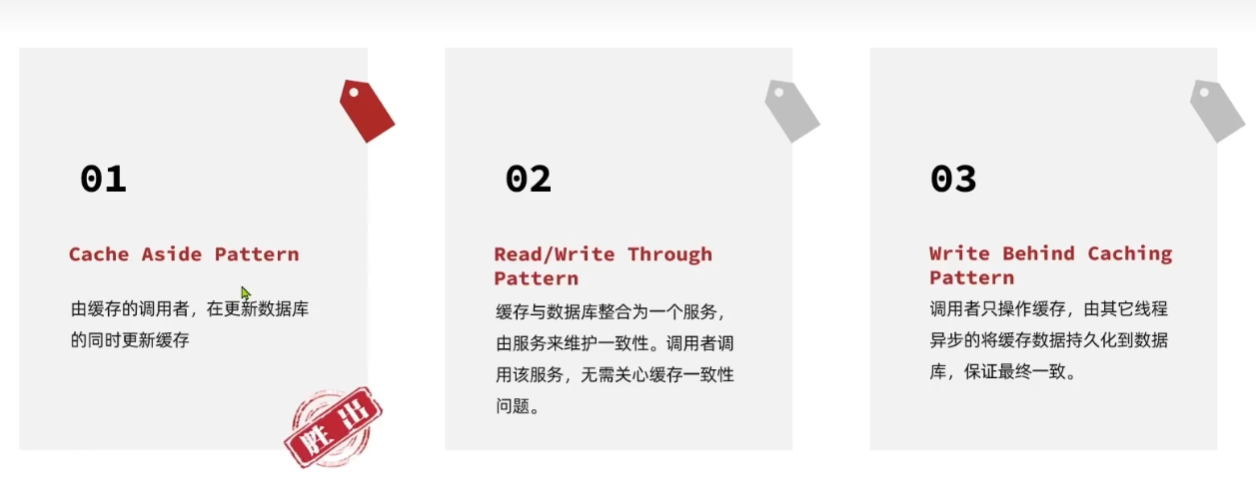 01
Cache Aside Pattern
由缓存的调用者，在更新数据库
的同时更新缓存
胜出
02
Read/Write Through
Pattern
缓存与数据库整合为一个服务，
由服务来维护一致性。调用者调
用该服务，无需关心缓存一致性
问题。
03
Write Behind Caching
Pattern
调用者只操作缓存，由其它线程
异步的将缓存数据持久化到数据
库，保证最终一致。